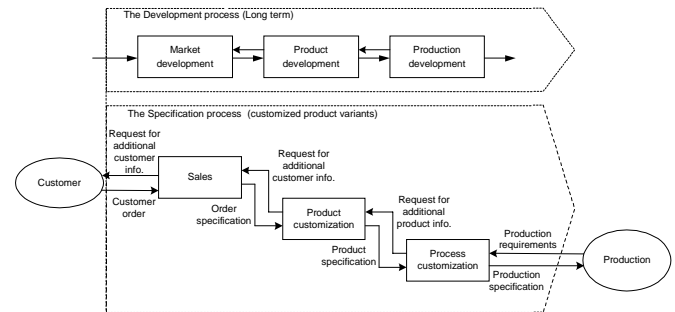 The Development process (Long term)
Market
development
Product
development
Production
development
The Specification process (customized product variants)
Request for
additional
customer
info.
Customer
Customer
order
Sales
Order
specification
Request for
additional
customer info.
Product
customization
Product
specification
Request for
additional
product info.
Process
customization
Production
requirements
Production
specification
Production